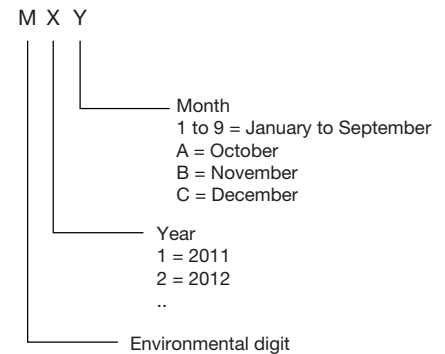 M X Y
Month
1 to 9 = January to September
A = October
B = November
C = December
Year
1 = 2011
2 = 2012
..
Environmental digit